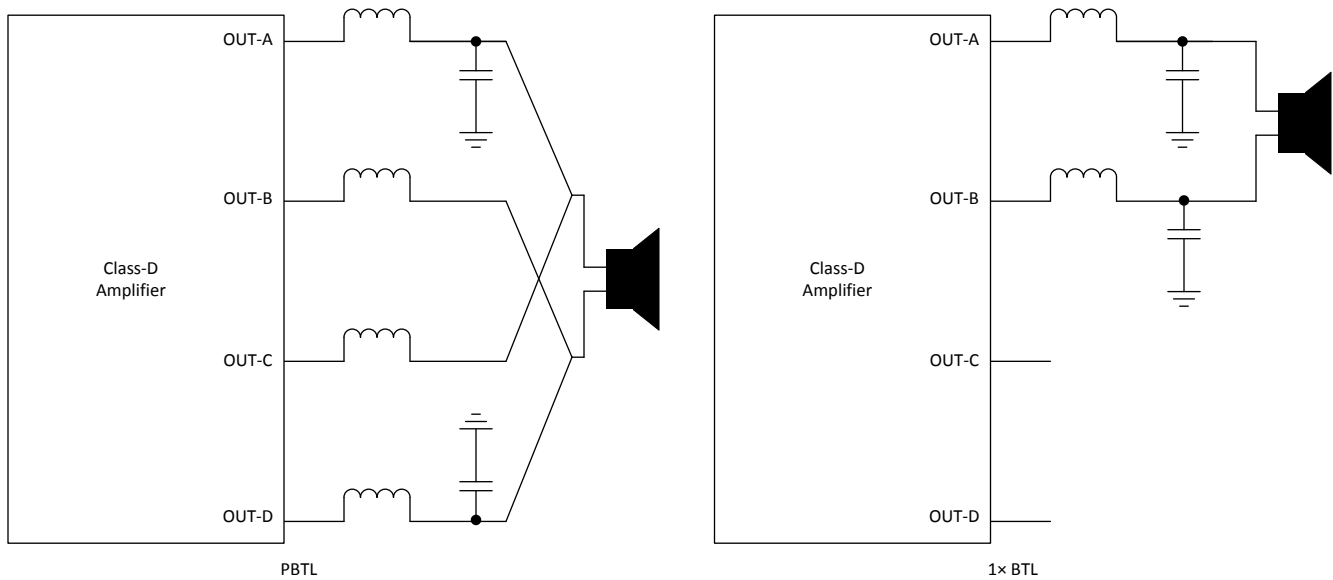 OUT-A
OUT-B
Class-D
Amplifier
OUT-C
OUT-D
PBTL
OUT-A
OUT-B
Class-D
Amplifier
OUT-C
OUT-D
1× BTL